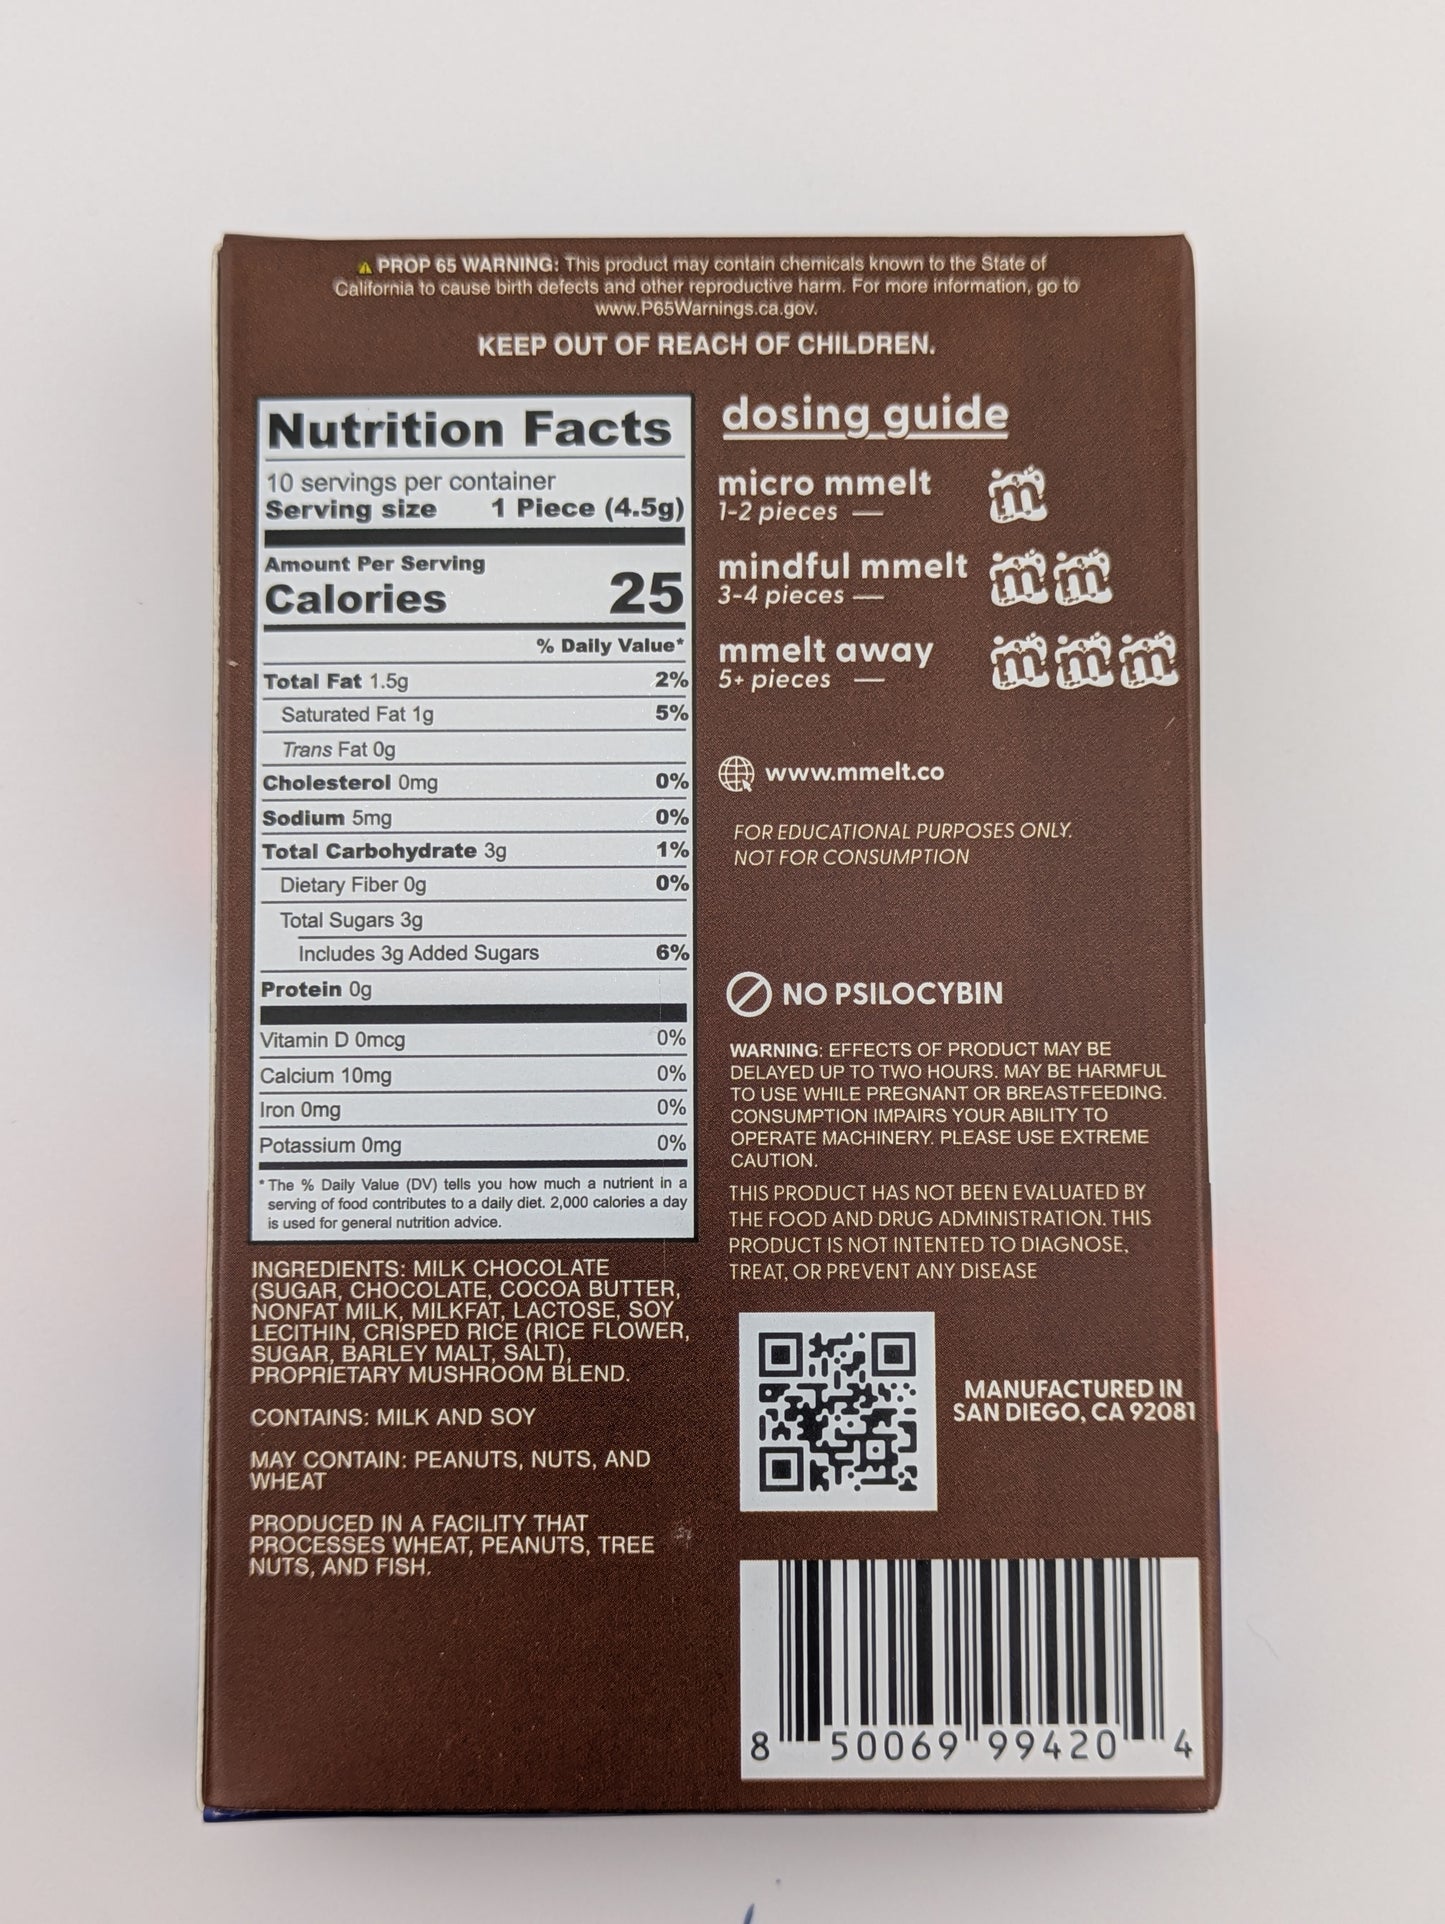 ⚠ PROP 65 WARNING: This product may contain chemicals known to the State of
California to cause birth defects and other reproductive harm. For more information, go to
www.P65Warnings.ca.gov.
KEEP OUT OF REACH OF CHILDREN.
Nutrition Facts
10 servings per container
Serving size 1 Piece (4.5g)
Amount Per Serving
Calories 25
% Daily Value*
Total Fat 1.5g 2%
Saturated Fat 1g 5%
Trans Fat 0g
Cholesterol 0mg 0%
Sodium 5mg 0%
Total Carbohydrate 3g 1%
Dietary Fiber 0g 0%
Total Sugars 3g
Includes 3g Added Sugars 6%
Protein 0g
Vitamin D 0mcg 0%
Calcium 10mg 0%
Iron 0mg 0%
Potassium 0mg 0%
* The % Daily Value (DV) tells you how much a nutrient in a
serving of food contributes to a daily diet. 2,000 calories a day
is used for general nutrition advice.
INGREDIENTS: MILK CHOCOLATE
(SUGAR, CHOCOLATE, COCOA BUTTER,
NONFAT MILK, MILKFAT, LACTOSE, SOY
LECITHIN, CRISPED RICE (RICE FLOWER,
SUGAR, BARLEY MALT, SALT),
PROPRIETARY MUSHROOM BLEND.
CONTAINS: MILK AND SOY
MAY CONTAIN: PEANUTS, NUTS, AND
WHEAT
PRODUCED IN A FACILITY THAT
PROCESSES WHEAT, PEANUTS, TREE
NUTS, AND FISH.
dosing guide
micro mmelt m
1-2 pieces —
mindful mmelt m m
3-4 pieces —
mmelt away m m m
5+ pieces —
www.mmelt.co
FOR EDUCATIONAL PURPOSES ONLY.
NOT FOR CONSUMPTION
NO PSILOCYBIN
WARNING: EFFECTS OF PRODUCT MAY BE
DELAYED UP TO TWO HOURS. MAY BE HARMFUL
TO USE WHILE PREGNANT OR BREASTFEEDING.
CONSUMPTION IMPAIRS YOUR ABILITY TO
OPERATE MACHINERY. PLEASE USE EXTREME
CAUTION.
THIS PRODUCT HAS NOT BEEN EVALUATED BY
THE FOOD AND DRUG ADMINISTRATION. THIS
PRODUCT IS NOT INTENTED TO DIAGNOSE,
TREAT, OR PREVENT ANY DISEASE
MANUFACTURED IN
SAN DIEGO, CA 92081
8 50069 99420 4